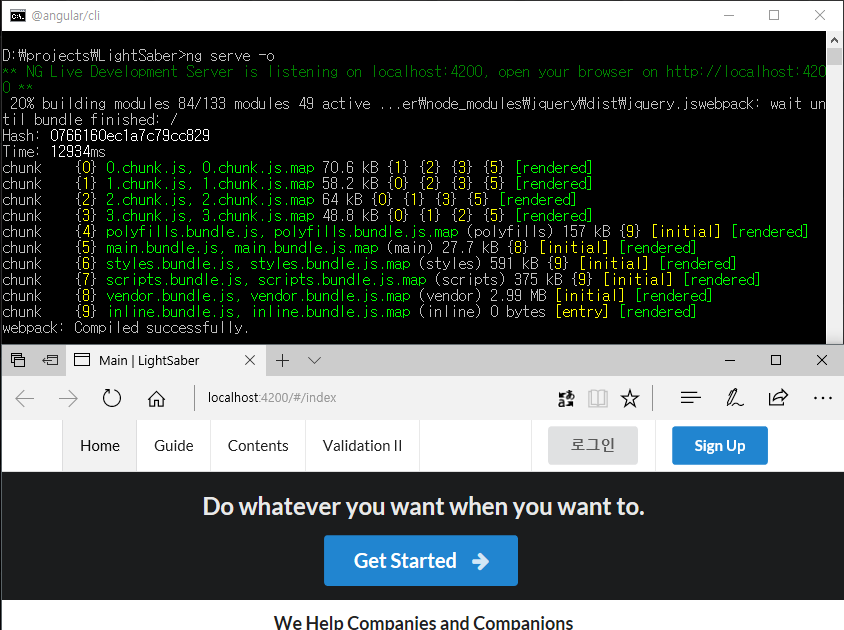 @angular/cli
D:₩projects₩LightSaber>ng serve -o
** NG Live Development Server is listening on localhost:4200, open your browser on http://localhost:420
0 **
 20% building modules 84/133 modules 49 active ...er₩node_modules₩jquery₩dist₩jquery.jswebpack: wait un
til bundle finished: /
Hash: 0766160ec1a7c79cc829
Time: 12934ms
chunk    {0} 0.chunk.js, 0.chunk.js.map 70.6 kB {1} {2} {3} {5} [rendered]
chunk    {1} 1.chunk.js, 1.chunk.js.map 58.2 kB {0} {2} {3} {5} [rendered]
chunk    {2} 2.chunk.js, 2.chunk.js.map 64 kB {0} {1} {3} {5} [rendered]
chunk    {3} 3.chunk.js, 3.chunk.js.map 48.8 kB {0} {1} {2} {5} [rendered]
chunk    {4} polyfills.bundle.js, polyfills.bundle.js.map (polyfills) 157 kB {9} [initial] [rendered]
chunk    {5} main.bundle.js, main.bundle.js.map (main) 27.7 kB {8} [initial] [rendered]
chunk    {6} styles.bundle.js, styles.bundle.js.map (styles) 591 kB {9} [initial] [rendered]
chunk    {7} scripts.bundle.js, scripts.bundle.js.map (scripts) 375 kB {9} [initial] [rendered]
chunk    {8} vendor.bundle.js, vendor.bundle.js.map (vendor) 2.99 MB [initial] [rendered]
chunk    {9} inline.bundle.js, inline.bundle.js.map (inline) 0 bytes [entry] [rendered]
webpack: Compiled successfully.
Main | LightSaber
localhost:4200/#/index
Home Guide Contents Validation II 로그인 Sign Up
Do whatever you want when you want to.
Get Started
We Help Companies and Companions